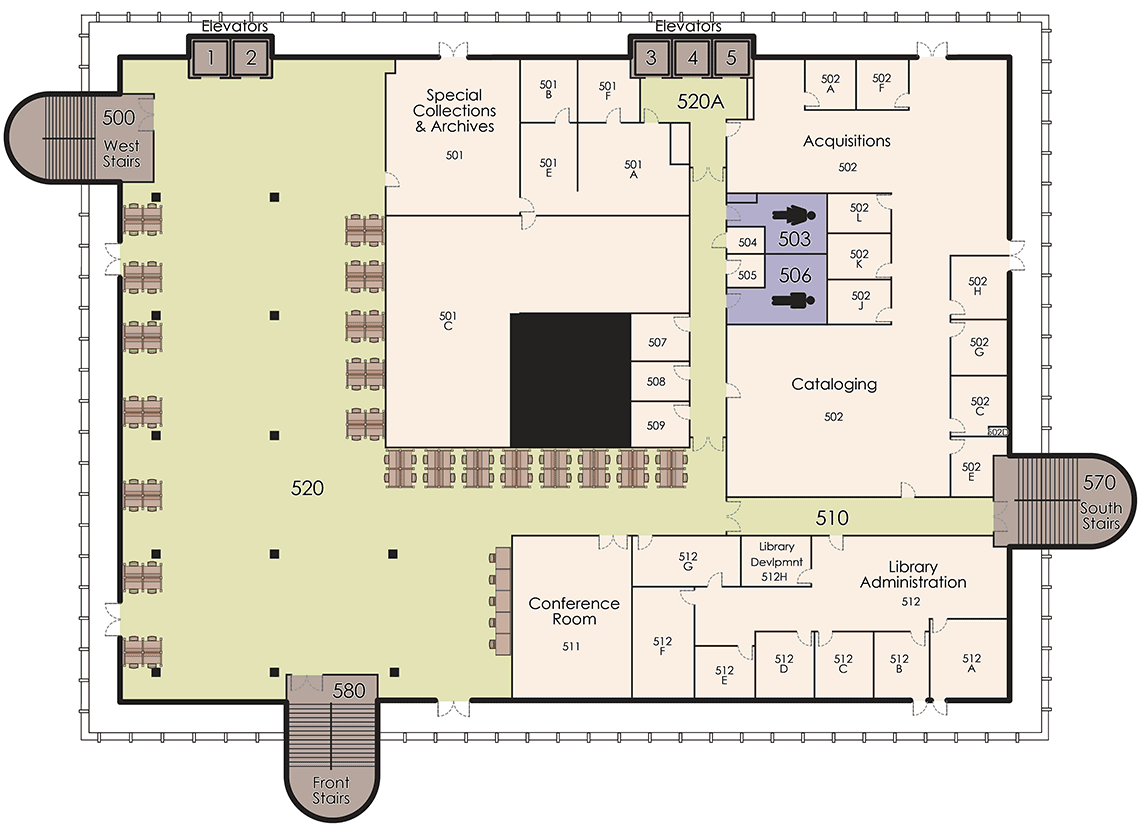 Elevators
Elevators
1
2
3
4
5
500
West
Stairs
Special
Collections
& Archives
501
501
B
501
F
501
E
501
A
520A
502
A
502
F
Acquisitions
502
503
504
505
506
502
L
502
K
502
J
502
H
502
G
502
C
502D
502
E
501
C
507
508
509
Cataloging
502
520
510
570
South
Stairs
Conference
Room
511
512
G
Library
Devlpmnt
512H
Library
Administration
512
512
F
512
E
512
D
512
C
512
B
512
A
580
Front
Stairs